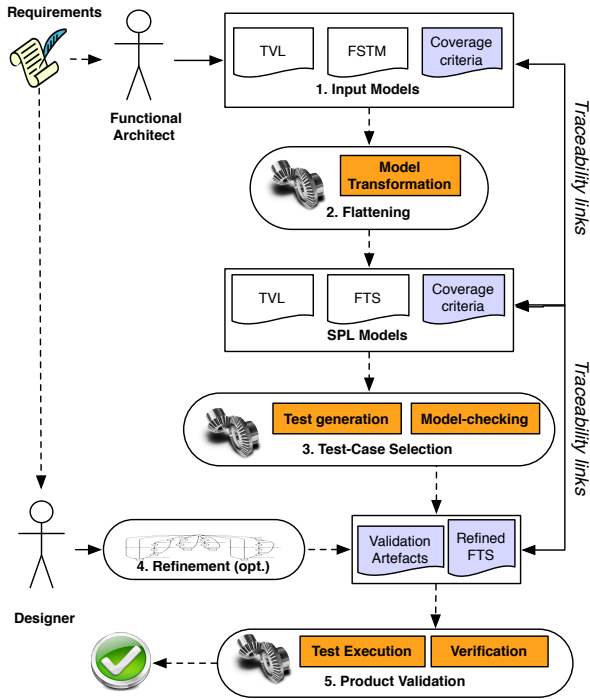 Requirements
Functional
Architect
TVL
FSTM
Coverage
criteria
1. Input Models
Traceability links
Model
Transformation
2. Flattening
TVL
FTS
Coverage
criteria
SPL Models
Traceability links
Test generation
Model-checking
3. Test-Case Selection
Validation
Artefacts
Refined
FTS
4. Refinement (opt.)
Designer
Test Execution
Verification
5. Product Validation